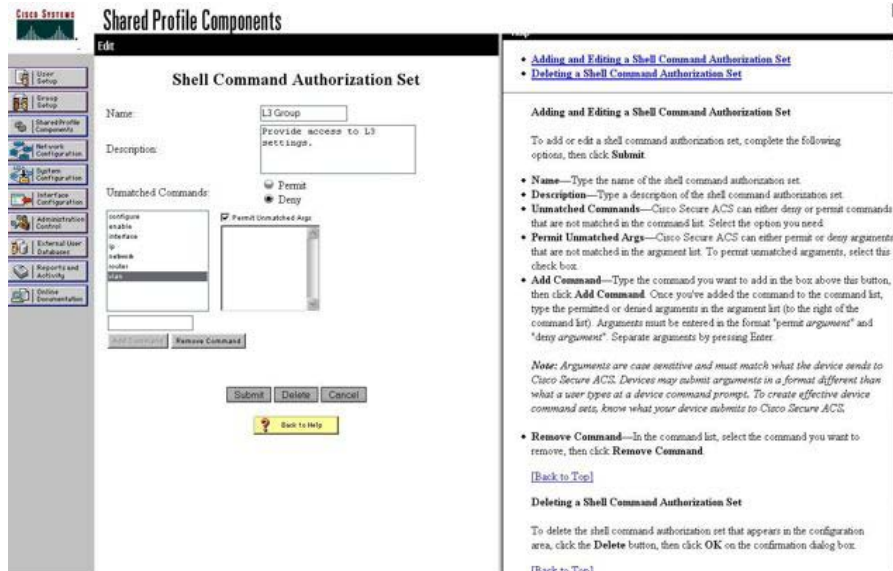 CISCO SYSTEMS
Shared Profile Components
Edit
User
Setup
Group
Setup
Shared Profile
Components
Network
Configuration
System
Configuration
Interface
Configuration
Administration
Control
External User
Databases
Reports and
Activity
Online
Documentation
Shell Command Authorization Set
Name:
L3 Group
Description:
Provide access to L3
settings.
Unmatched Commands:
Permit
Deny
configure
enable
interface
ip
network
router
vlan
Permit Unmatched Args
Add Command
Remove Command
Submit
Delete
Cancel
Back to Help
• Adding and Editing a Shell Command Authorization Set
• Deleting a Shell Command Authorization Set
Adding and Editing a Shell Command Authorization Set
To add or edit a shell command authorization set, complete the following
options, then click Submit.
• Name—Type the name of the shell command authorization set.
• Description—Type a description of the shell command authorization set.
• Unmatched Commands—Cisco Secure ACS can either deny or permit commands
that are not matched in the command list. Select the option you need.
• Permit Unmatched Args—Cisco Secure ACS can either permit or deny arguments
that are not matched in the argument list. To permit unmatched arguments, select this
check box.
• Add Command—Type the command you want to add in the box above this button,
then click Add Command. Once you've added the command to the command list,
type the permitted or denied arguments in the argument list (to the right of the
command list). Arguments must be entered in the format "permit argument" and
"deny argument". Separate arguments by pressing Enter.
Note: Arguments are case sensitive and must match what the device sends to
Cisco Secure ACS. Devices may submit arguments in a format different than
what a user types at a device command prompt. To create effective device
command sets, know what your device submits to Cisco Secure ACS.
• Remove Command—In the command list, select the command you want to
remove, then click Remove Command.
[Back to Top]
Deleting a Shell Command Authorization Set
To delete the shell command authorization set that appears in the configuration
area, click the Delete button, then click OK on the confirmation dialog box.
[Back to Top]